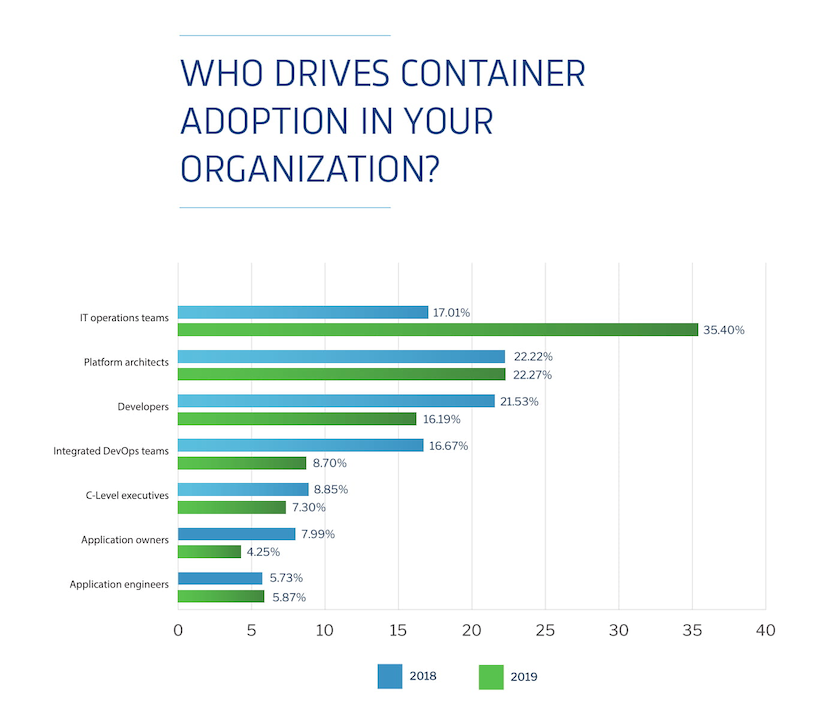 WHO DRIVES CONTAINER
ADOPTION IN YOUR
ORGANIZATION?
IT operations teams
17.01%
35.40%
Platform architects
22.22%
22.27%
Developers
21.53%
16.19%
Integrated DevOps teams
16.67%
8.70%
C-Level executives
8.85%
7.30%
Application owners
7.99%
4.25%
Application engineers
5.73%
5.87%
0 5 10 15 20 25 30 35 40
2018 2019